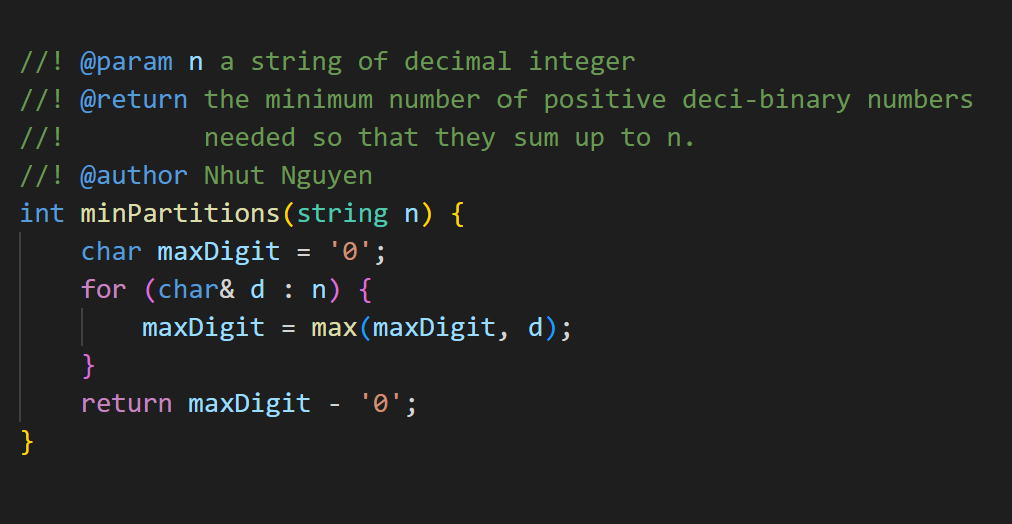 //! @param n a string of decimal integer
//! @return the minimum number of positive deci-binary numbers
//!         needed so that they sum up to n.
//! @author Nhut Nguyen
int minPartitions(string n) {
    char maxDigit = '0';
    for (char& d : n) {
        maxDigit = max(maxDigit, d);
    }
    return maxDigit - '0';
}